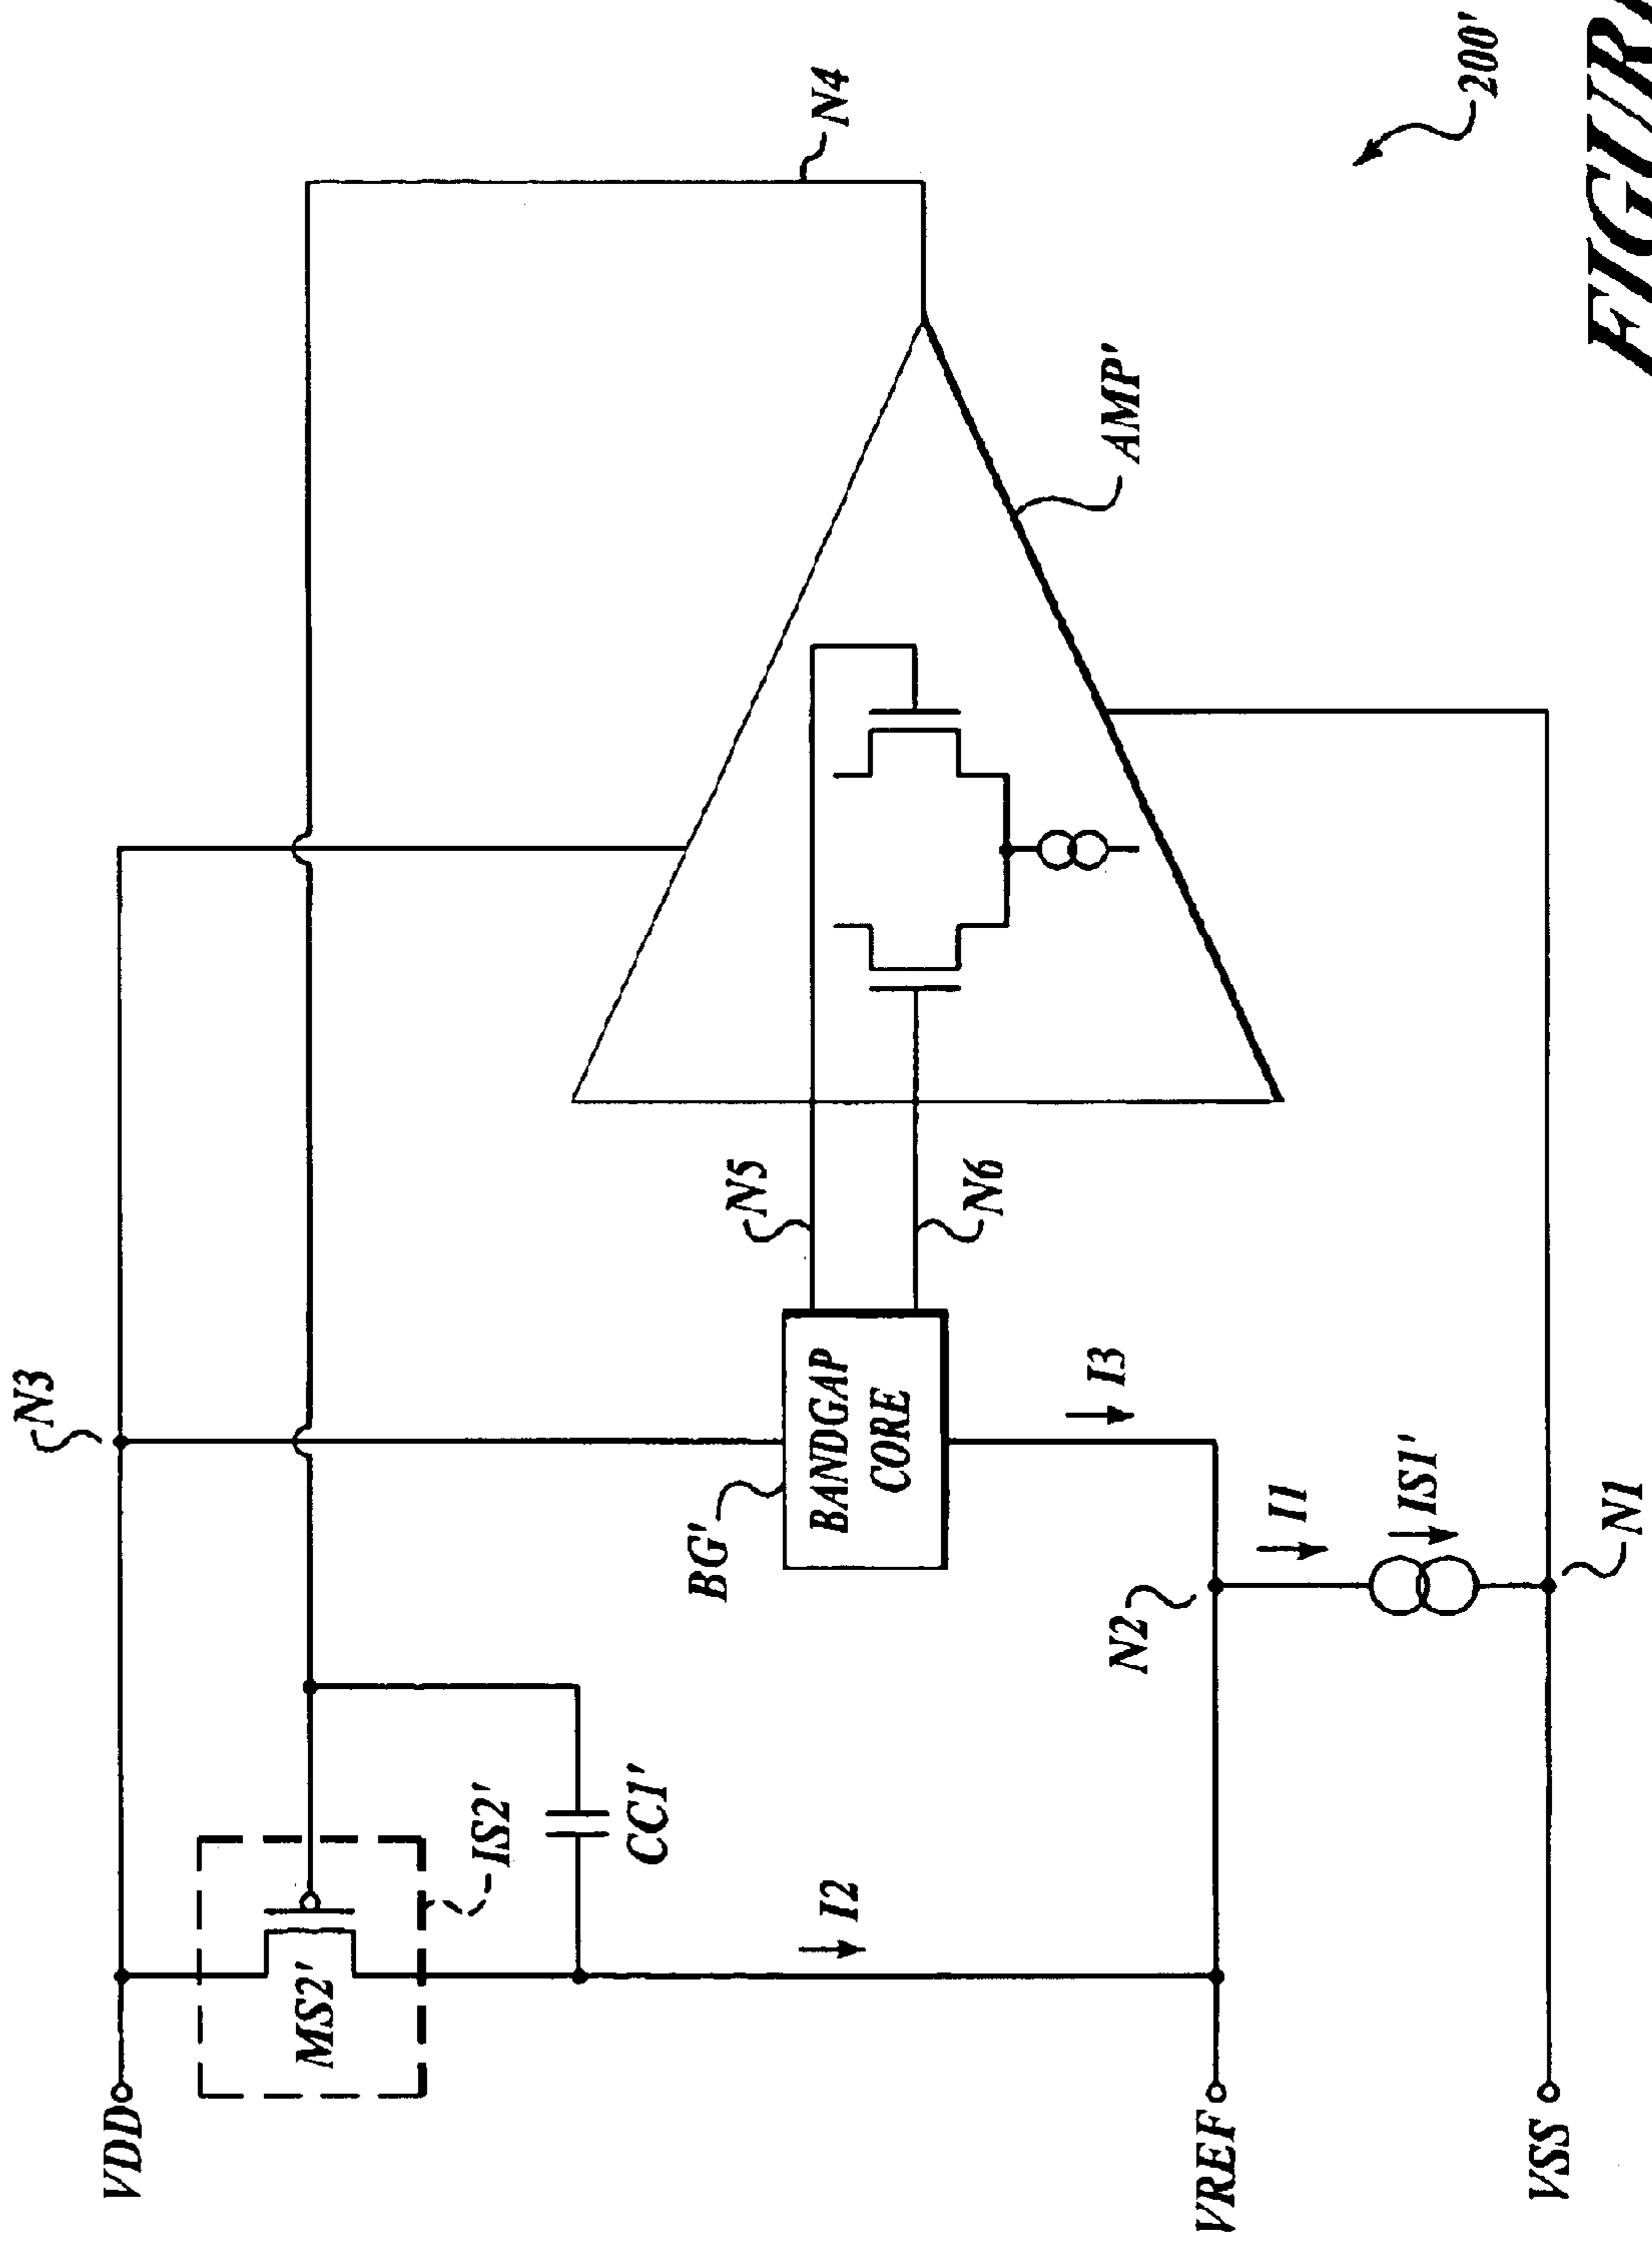 N3
VDD
MS2'
IS2'
CC1'
N4
I2
BG'
BANDGAP
CORE
N5
N6
AMP'
I3
N2
I1
VREF
IS1'
200'
VSS
N1